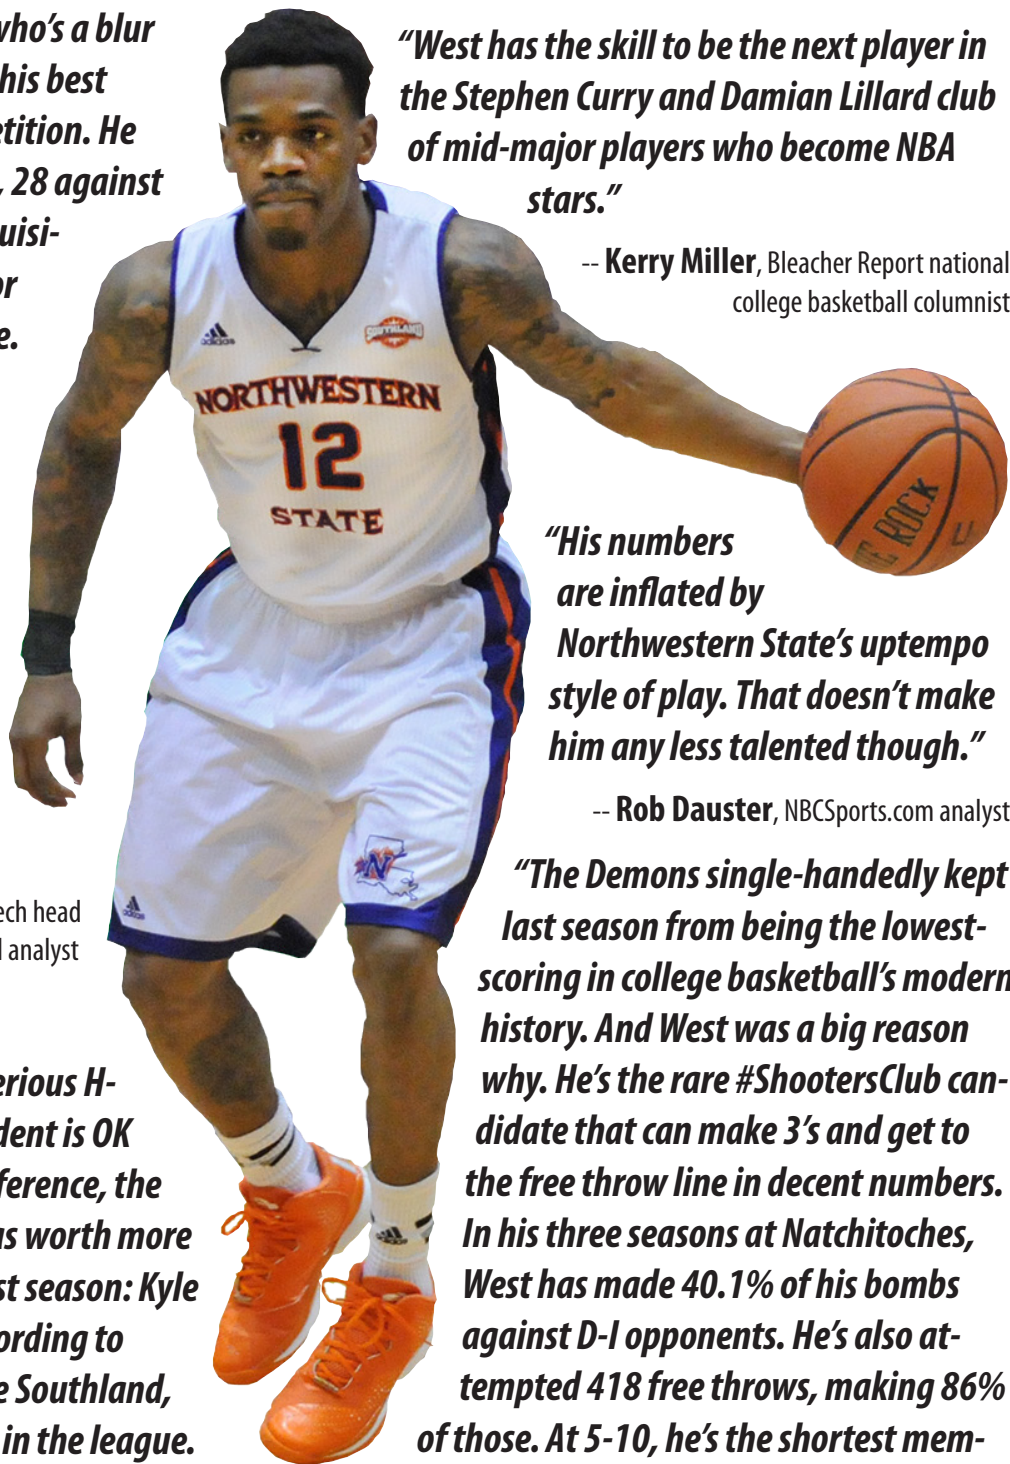 who's a blur
his best
etition. He
, 28 against
uisi-
or
e.
ech head
l analyst
erious H-
dent is OK
ference, the
as worth more
st season: Kyle
ording to
e Southland,
in the league.
“West has the skill to be the next player in
the Stephen Curry and Damian Lillard club
of mid-major players who become NBA
stars.”
-- Kerry Miller, Bleacher Report national
college basketball columnist
adidas
SOUTHLAND
NORTHWESTERN
12
STATE
ROCK
“His numbers
are inflated by
Northwestern State’s uptempo
style of play. That doesn’t make
him any less talented though.”
-- Rob Dauster, NBCSports.com analyst
N
adidas
“The Demons single-handedly kept
last season from being the lowest-
scoring in college basketball’s modern
history. And West was a big reason
why. He’s the rare #ShootersClub can-
didate that can make 3’s and get to
the free throw line in decent numbers.
In his three seasons at Natchitoches,
West has made 40.1% of his bombs
against D-I opponents. He’s also at-
tempted 418 free throws, making 86%
of those. At 5-10, he’s the shortest mem-